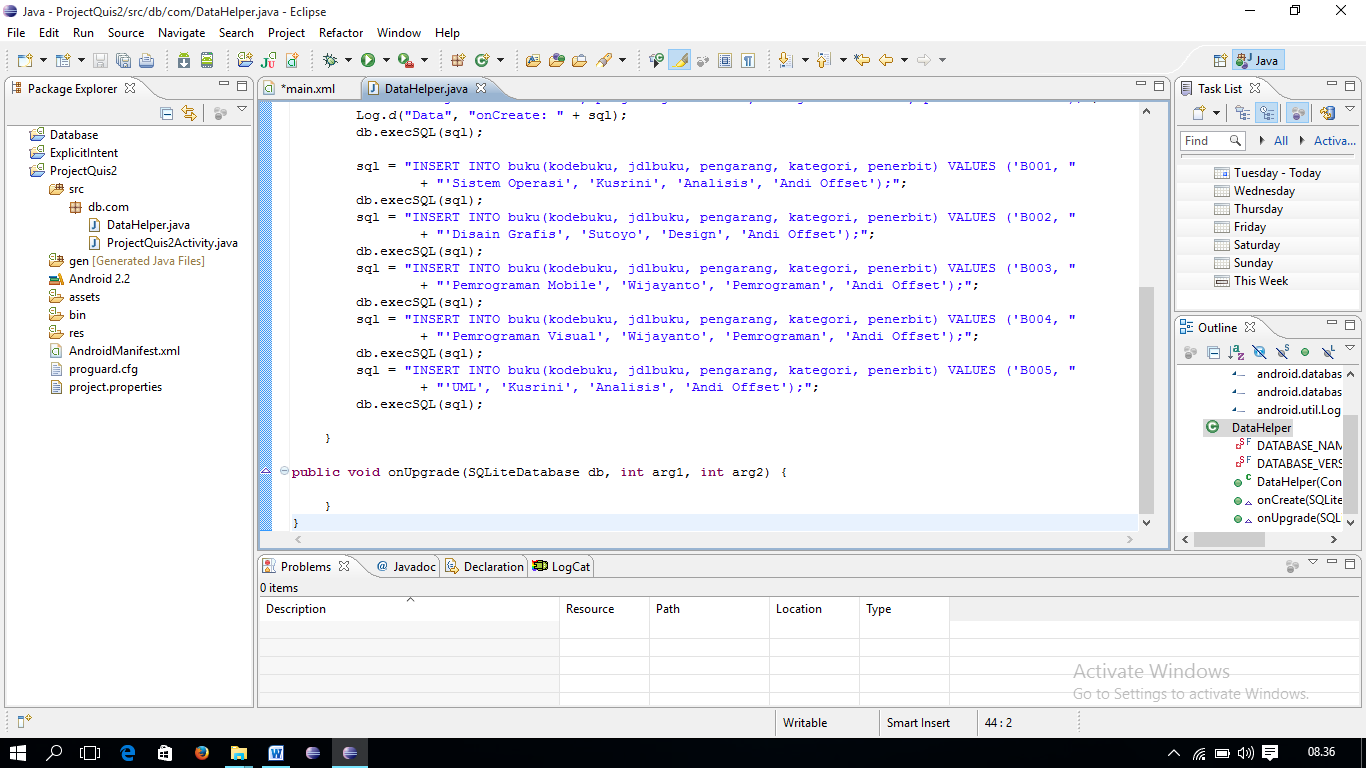 Java - ProjectQuis2/src/db/com/DataHelper.java - Eclipse
File Edit Run Source Navigate Search Project Refactor Window Help
Java
Package Explorer
Database
ExplicitIntent
ProjectQuis2
src
db.com
DataHelper.java
ProjectQuis2Activity.java
gen [Generated Java Files]
Android 2.2
assets
bin
res
AndroidManifest.xml
proguard.cfg
project.properties
*main.xml
DataHelper.java
Log.d("Data", "onCreate: " + sql);
db.execSQL(sql);
sql = "INSERT INTO buku(kodebuku, jdlbuku, pengarang, kategori, penerbit) VALUES ('B001, "
+ "'Sistem Operasi', 'Kusrini', 'Analisis', 'Andi Offset');";
db.execSQL(sql);
sql = "INSERT INTO buku(kodebuku, jdlbuku, pengarang, kategori, penerbit) VALUES ('B002, "
+ "'Disain Grafis', 'Sutoyo', 'Design', 'Andi Offset');";
db.execSQL(sql);
sql = "INSERT INTO buku(kodebuku, jdlbuku, pengarang, kategori, penerbit) VALUES ('B003, "
+ "'Pemrograman Mobile', 'Wijayanto', 'Pemrograman', 'Andi Offset');";
db.execSQL(sql);
sql = "INSERT INTO buku(kodebuku, jdlbuku, pengarang, kategori, penerbit) VALUES ('B004, "
+ "'Pemrograman Visual', 'Wijayanto', 'Pemrograman', 'Andi Offset');";
db.execSQL(sql);
sql = "INSERT INTO buku(kodebuku, jdlbuku, pengarang, kategori, penerbit) VALUES ('B005, "
+ "'UML', 'Kusrini', 'Analisis', 'Andi Offset');";
db.execSQL(sql);
}
public void onUpgrade(SQLiteDatabase db, int arg1, int arg2) {
}
}
Task List
Find All Activa...
Tuesday - Today
Wednesday
Thursday
Friday
Saturday
Sunday
This Week
Outline
android.databas
android.databas
android.util.Log
DataHelper
DATABASE_NAM
DATABASE_VERS
DataHelper(Con
onCreate(SQLite
onUpgrade(SQL
Problems Javadoc Declaration LogCat
0 items
Description Resource Path Location Type
Activate Windows
Go to Settings to activate Windows.
Writable Smart Insert 44 : 2
08.36